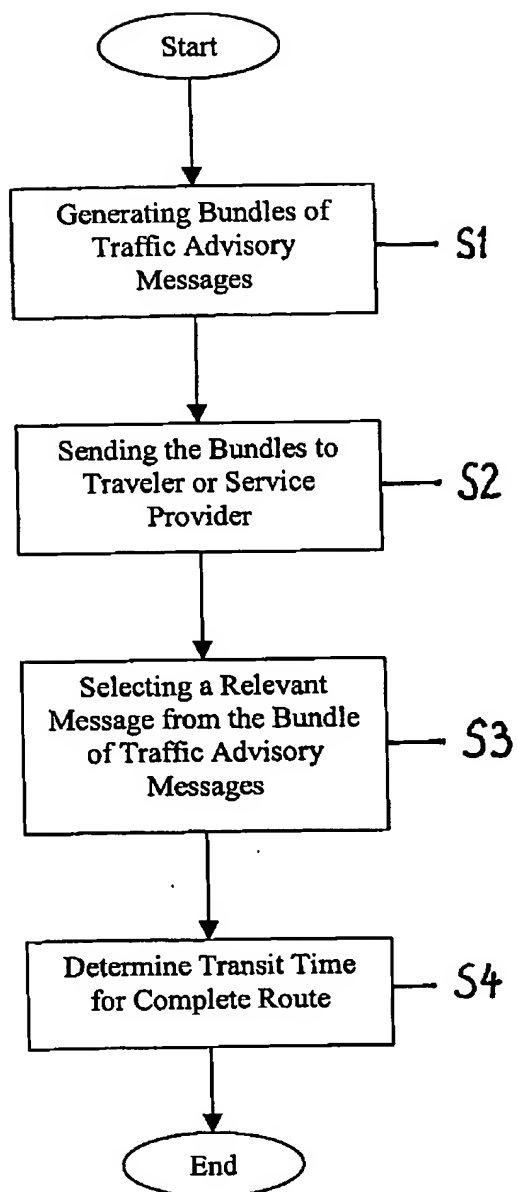 Start
Generating Bundles of
Traffic Advisory
Messages
S1
Sending the Bundles to
Traveler or Service
Provider
S2
Selecting a Relevant
Message from the Bundle
of Traffic Advisory
Messages
S3
Determine Transit Time
for Complete Route
S4
End